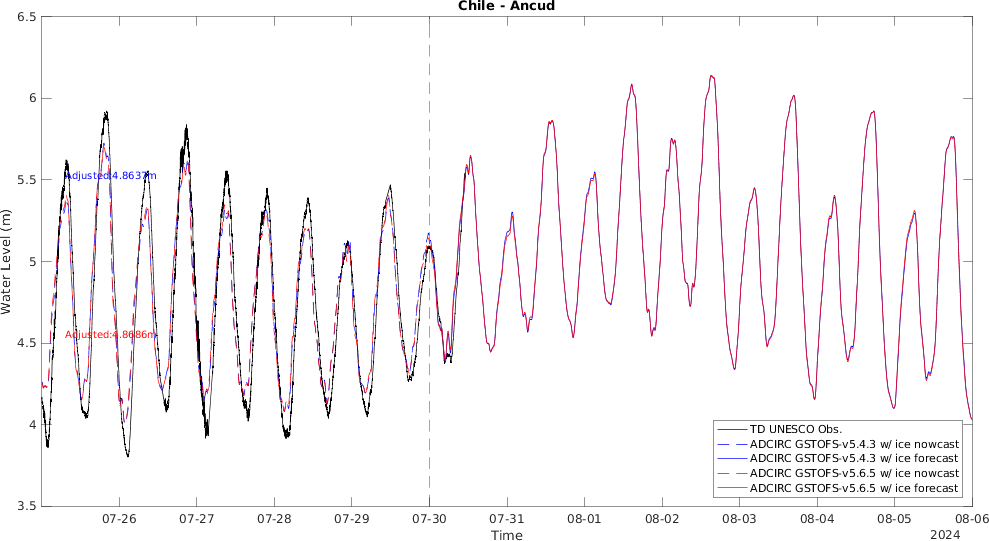 Chile - Ancud
6.5
6
5.5
5
4.5
4
3.5
Water Level (m)
Adjusted:4.8637m
Adjusted:4.8686m
TD UNESCO Obs.
ADCIRC GSTOFS-v5.4.3 w/ ice nowcast
ADCIRC GSTOFS-v5.4.3 w/ ice forecast
ADCIRC GSTOFS-v5.6.5 w/ ice nowcast
ADCIRC GSTOFS-v5.6.5 w/ ice forecast
07-26 07-27 07-28 07-29 07-30 07-31 08-01 08-02 08-03 08-04 08-05 08-06
Time
2024